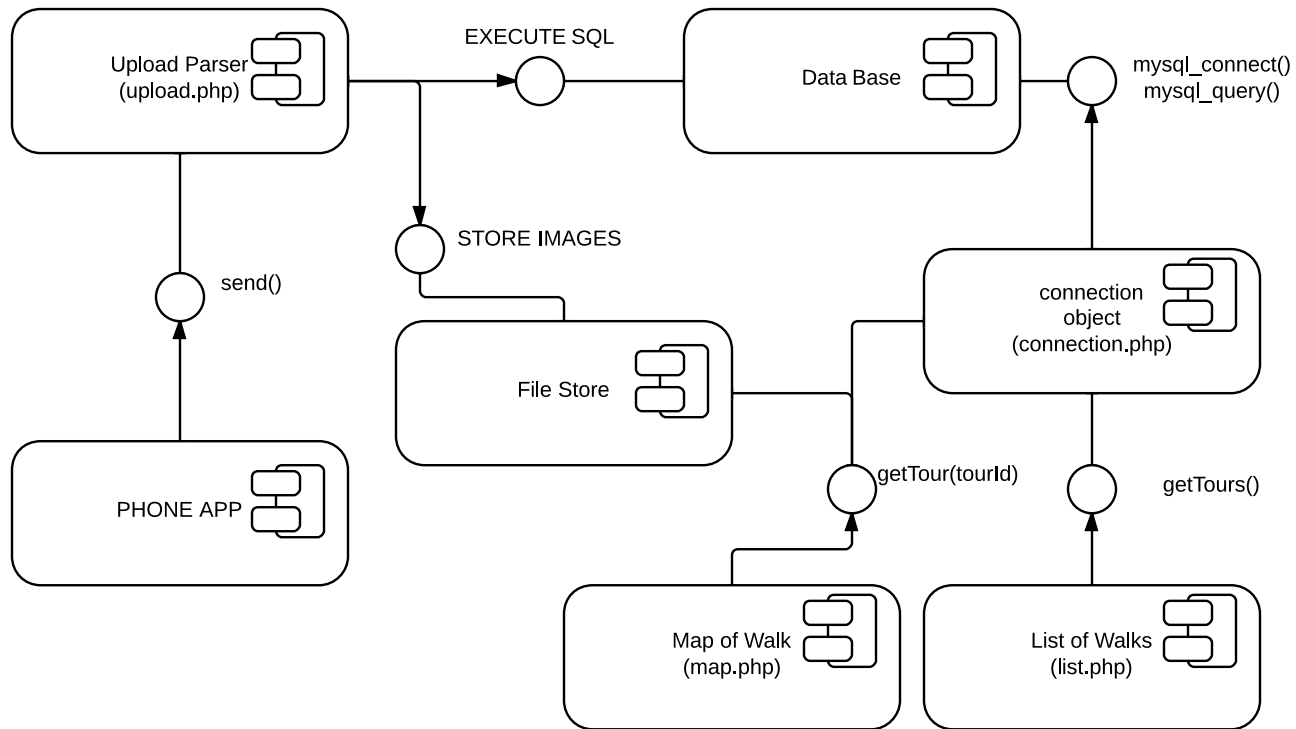 EXECUTE SQL
Upload Parser
(upload.php)
Data Base
mysql_connect()
mysql_query()
STORE IMAGES
send()
connection
object
(connection.php)
File Store
getTour(tourId)
getTours()
PHONE APP
Map of Walk
(map.php)
List of Walks
(list.php)